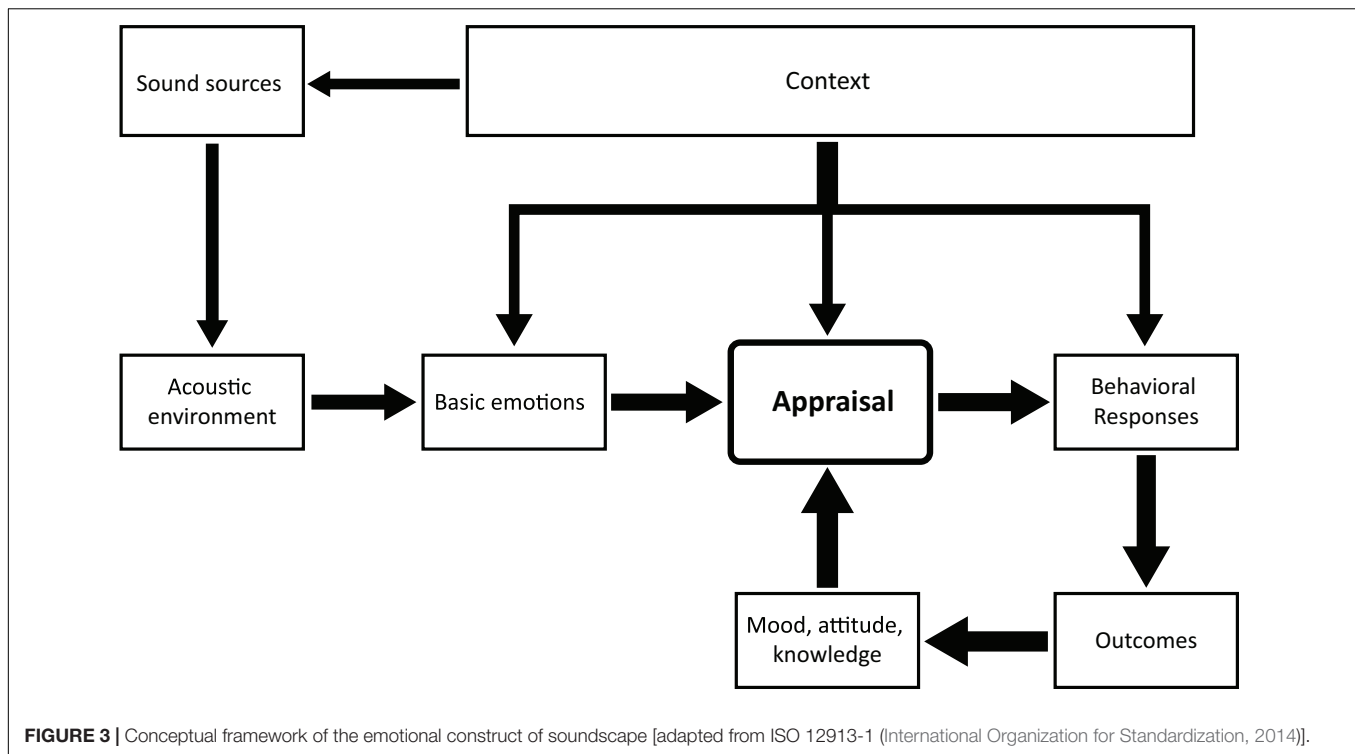 Sound sources
Context
Acoustic
environment
Basic emotions
Appraisal
Behavioral
Responses
Mood, attitude,
knowledge
Outcomes
FIGURE 3 | Conceptual framework of the emotional construct of soundscape [adapted from ISO 12913-1 (International Organization for Standardization, 2014)].